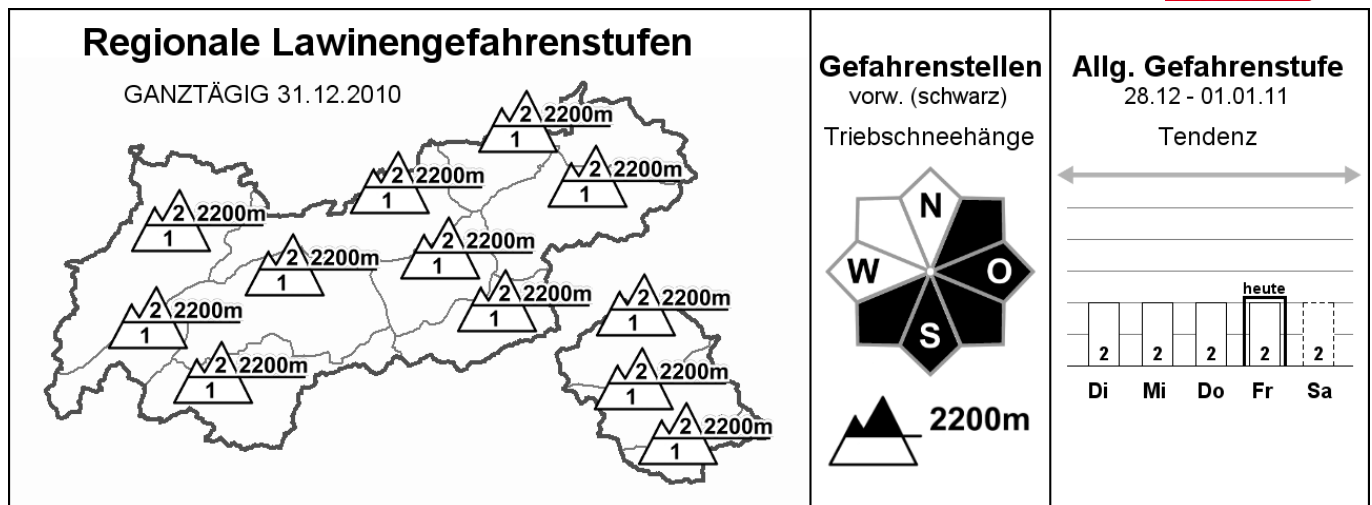 Regionale Lawinengefahrenstufen
GANZTÄGIG 31.12.2010
2 2200m
1
2 2200m
1
2 2200m
1
2 2200m
1
2 2200m
1
2 2200m
1
2 2200m
1
2 2200m
1
2 2200m
1
2 2200m
1
2 2200m
1
2 2200m
1
Gefahrenstellen
vorw. (schwarz)
Triebschneehänge
N
W O
S
2200m
Allg. Gefahrenstufe
28.12 - 01.01.11
Tendenz
heute
2 2 2 2 2
Di Mi Do Fr Sa